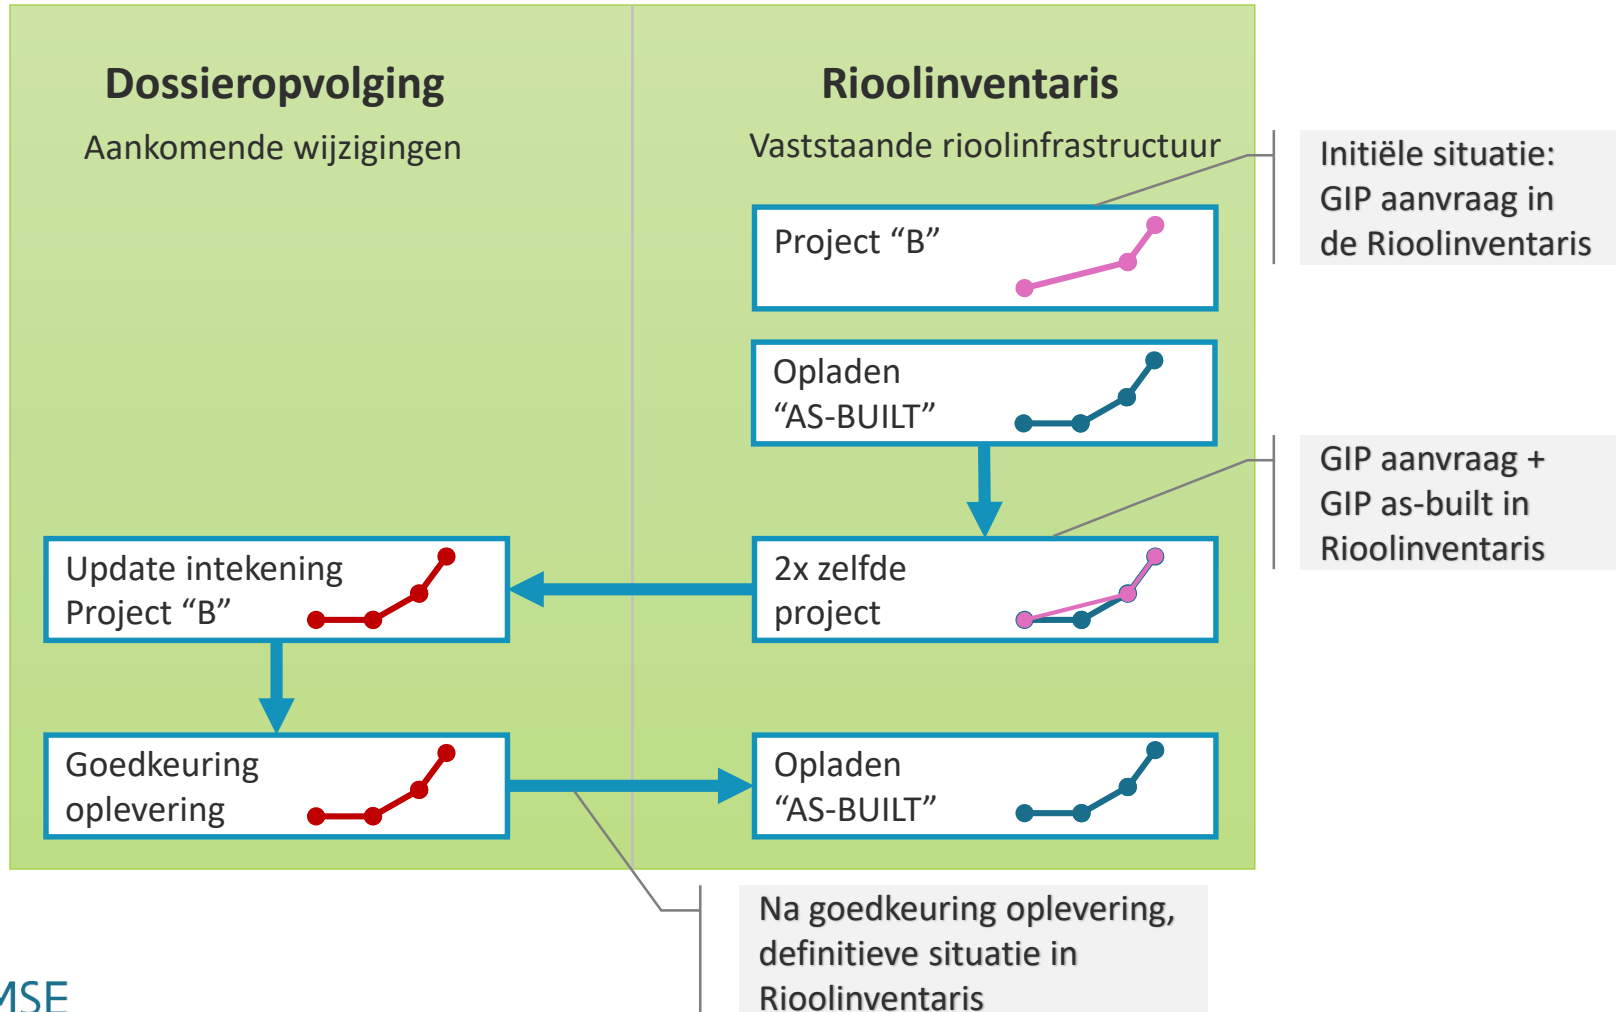 Dossieropvolging
Aankomende wijzigingen
Rioolinventaris
Vaststaande rioolinfrastructuur
Project “B”
Initiële situatie:
GIP aanvraag in
de Rioolinventaris
Opladen
“AS-BUILT”
GIP aanvraag +
GIP as-built in
Rioolinventaris
Update intekening
Project “B”
2x zelfde
project
Goedkeuring
oplevering
Opladen
“AS-BUILT”
Na goedkeuring oplevering,
definitieve situatie in
Rioolinventaris
MSE